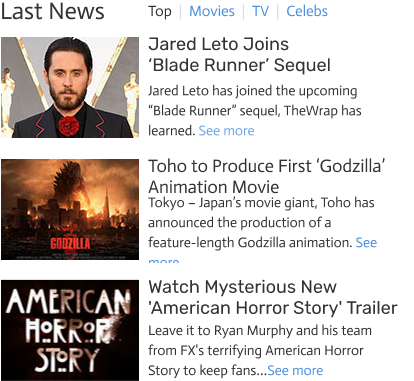 Last News
Top | Movies | TV | Celebs
Jared Leto Joins
‘Blade Runner’ Sequel
Jared Leto has joined the upcoming
“Blade Runner” sequel, TheWrap has
learned. See more
GODZILLA
Toho to Produce First ‘Godzilla’
Animation Movie
Tokyo – Japan’s movie giant, Toho has
announced the production of a
feature-length Godzilla animation. See
more
AMERICAN
HORROR
STORY
Watch Mysterious New
'American Horror Story' Trailer
Leave it to Ryan Murphy and his team
from FX's terrifying American Horror
Story to keep fans...See more